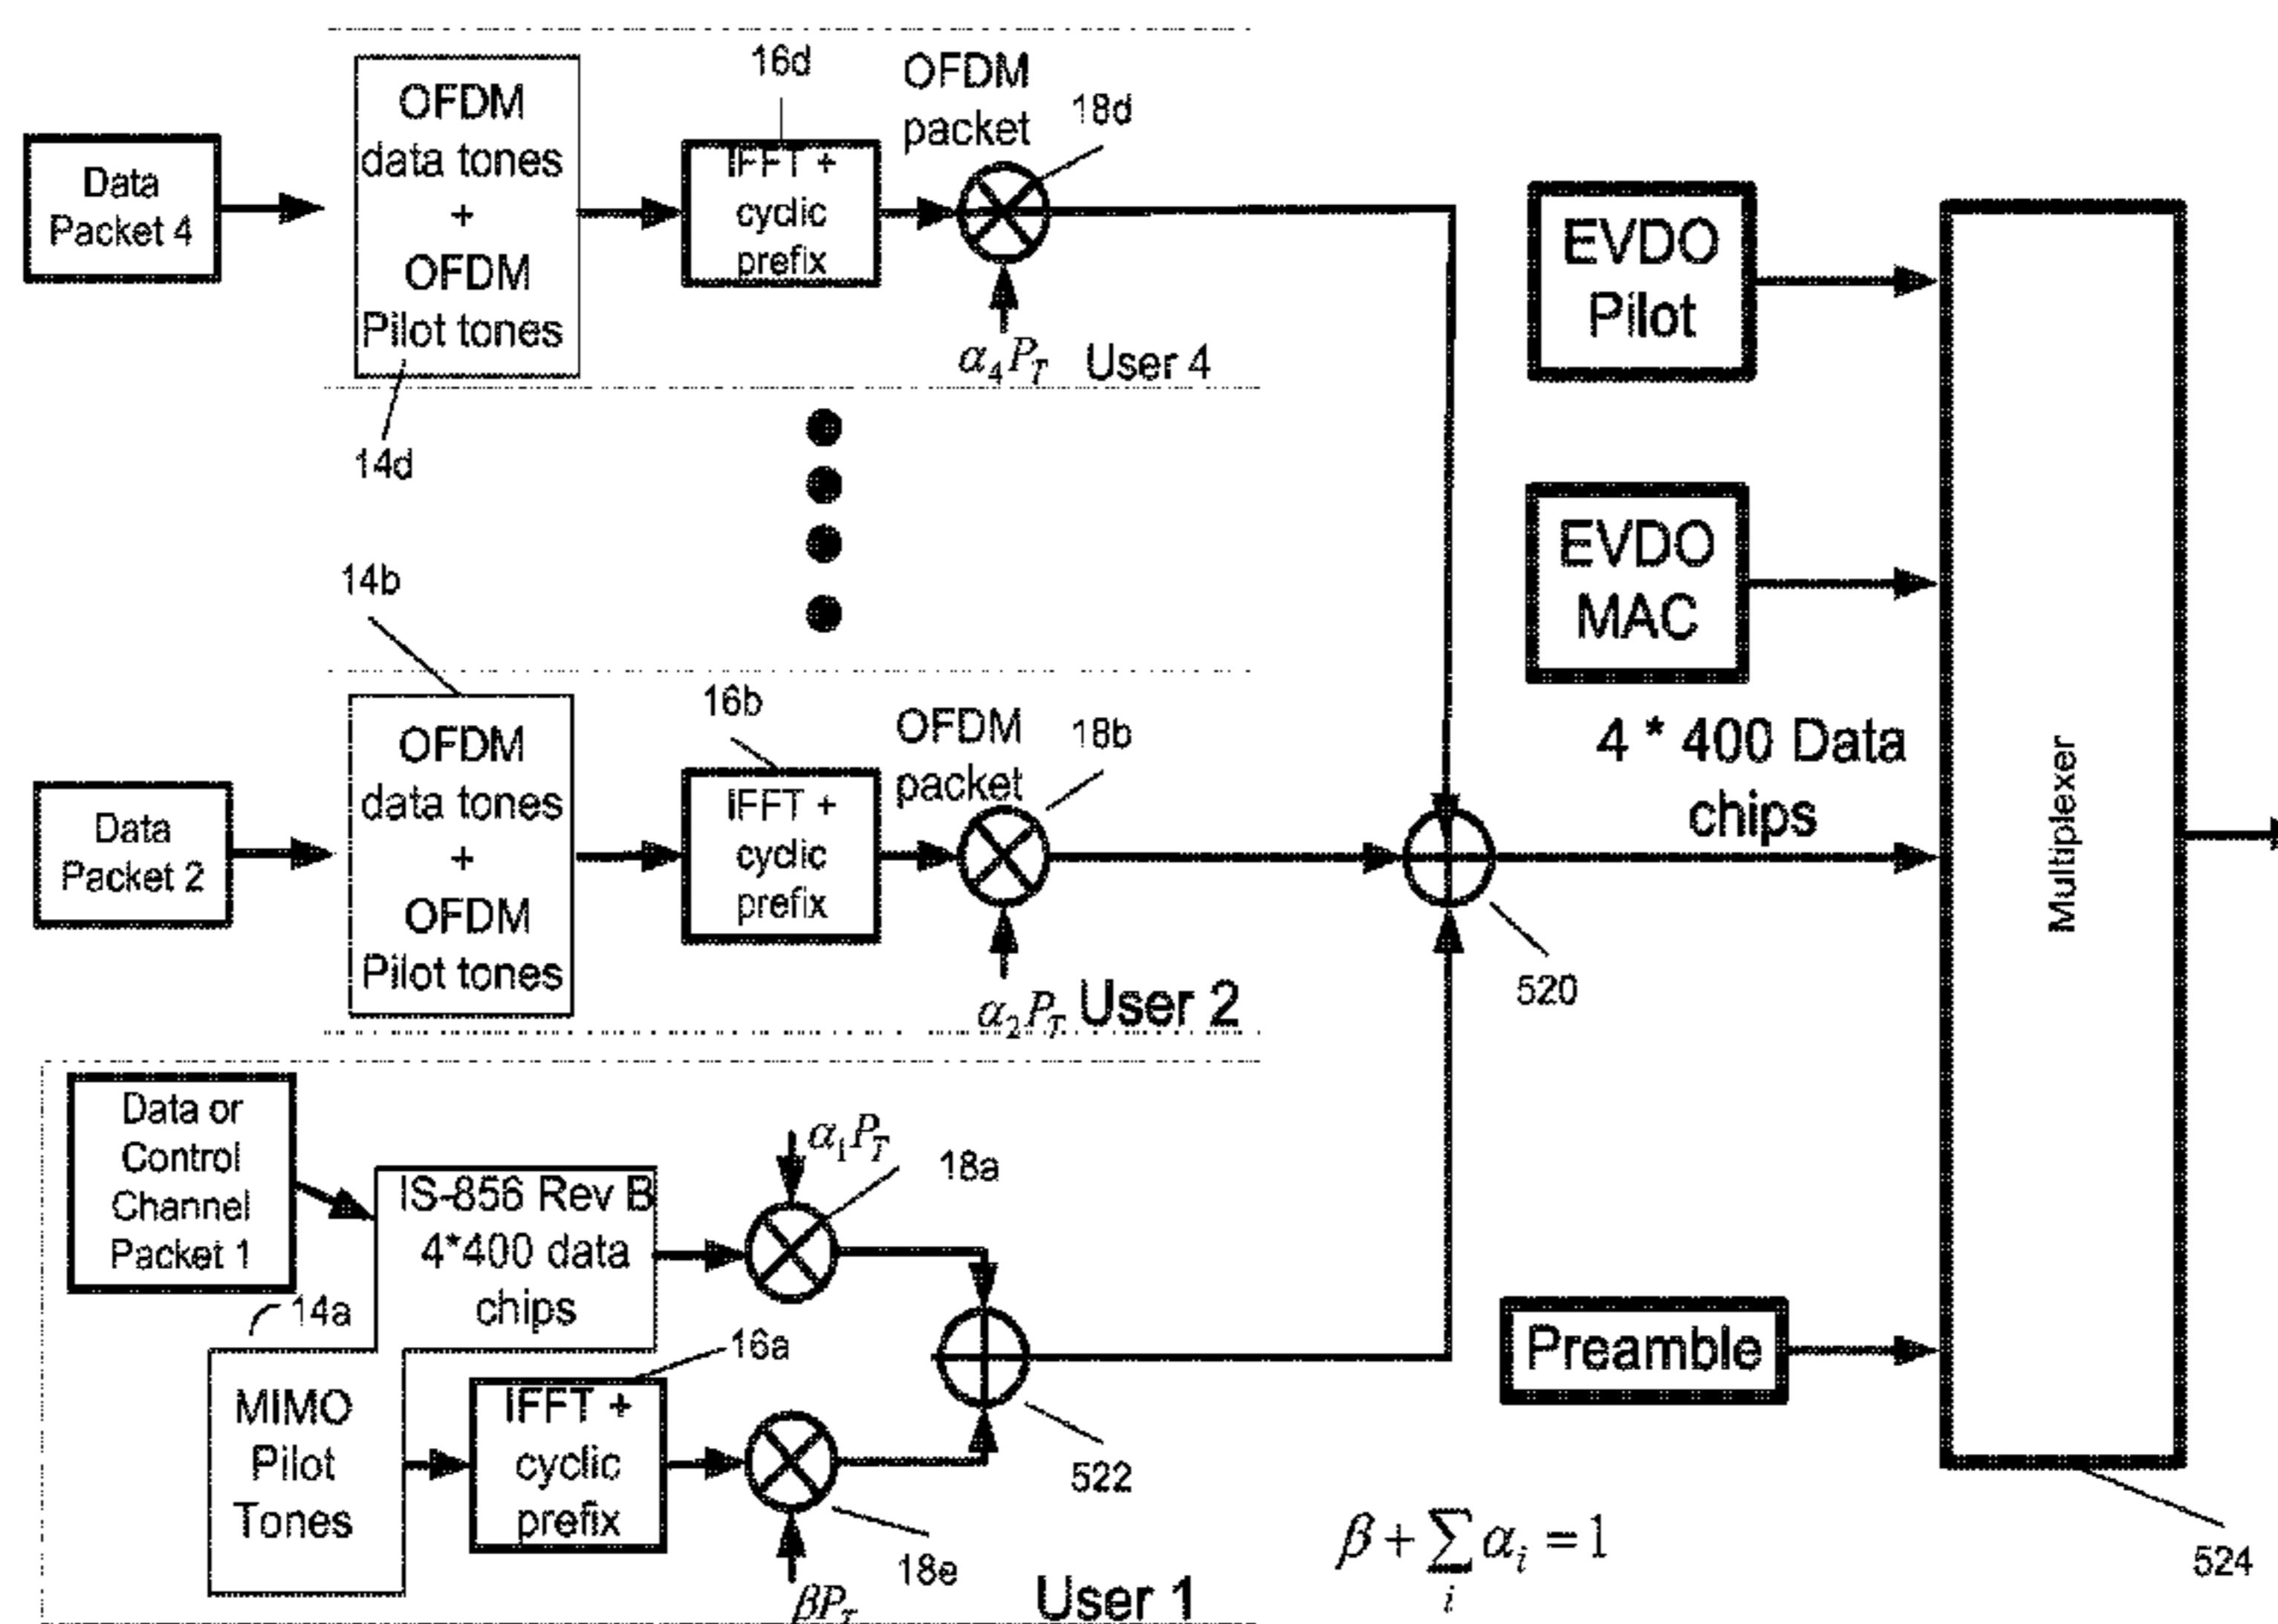 16d
OFDM
packet
18d
Data
Packet 4
OFDM
data tones
+
OFDM
Pilot tones
IFFT +
cyclic
prefix
α₄P_T
User 4
14d
EVDO
Pilot
EVDO
MAC
14b
16b
OFDM
packet
18b
Data
Packet 2
OFDM
data tones
+
OFDM
Pilot tones
IFFT +
cyclic
prefix
α₂P_T
User 2
4 * 400 Data
chips
520
Multiplexer
Data or
Control
Channel
Packet 1
14a
IS-856 Rev B
4*400 data
chips
α₁P_T
18a
16a
MIMO
Pilot
Tones
IFFT +
cyclic
prefix
18e
βP_T
User 1
522
Preamble
β + ∑ αᵢ = 1
i
524